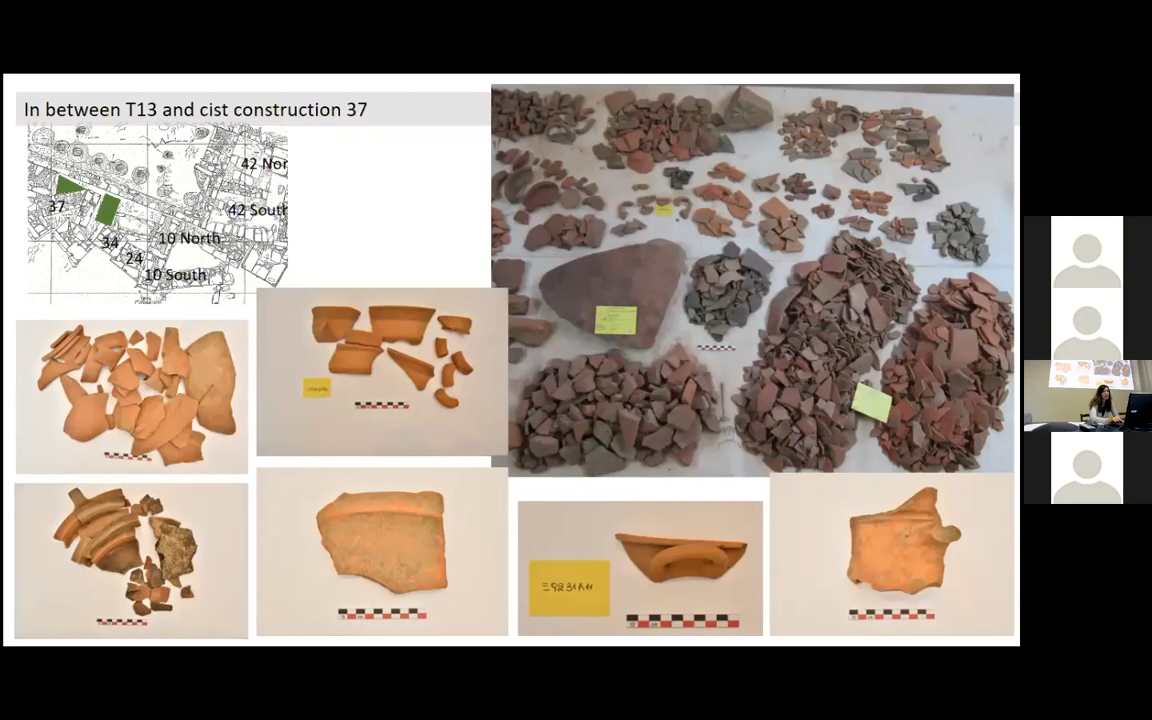 In between T13 and cist construction 37
42 Nor
37
42 South
34
10 North
24
10 South